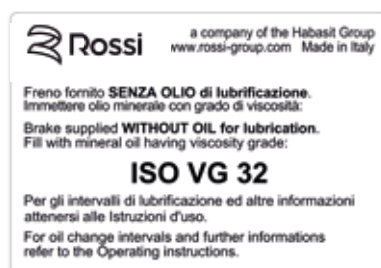 Rossi
a company of the Habasit Group
www.rossi-group.com Made in Italy
Freno fornito SENZA OLIO di lubrificazione.
Immettere olio minerale con grado di viscosità:
Brake supplied WITHOUT OIL for lubrication.
Fill with mineral oil having viscosity grade:
ISO VG 32
Per gli intervalli di lubrificazione ed altre informazioni
attenersi alle Istruzioni d'uso.
For oil change intervals and further informations
refer to the Operating instructions.